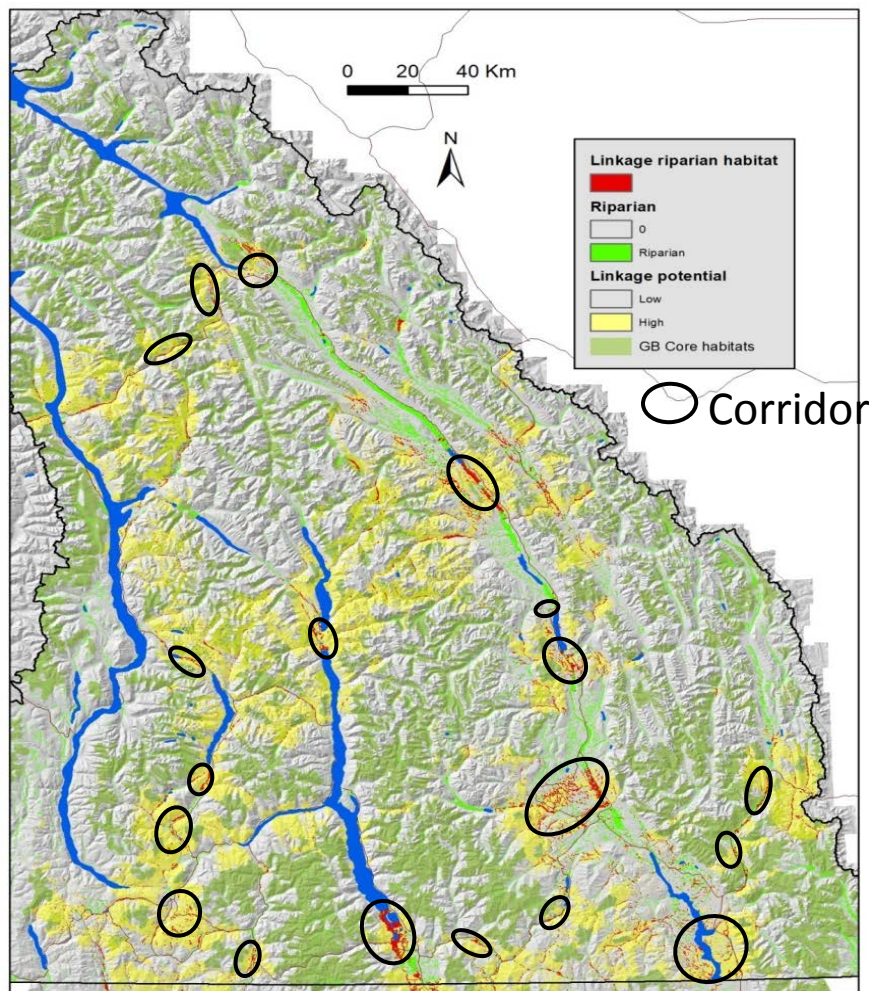 0 20 40 Km
N
Linkage riparian habitat
Riparian
0
Riparian
Linkage potential
Low
High
GB Core habitats
Corridor